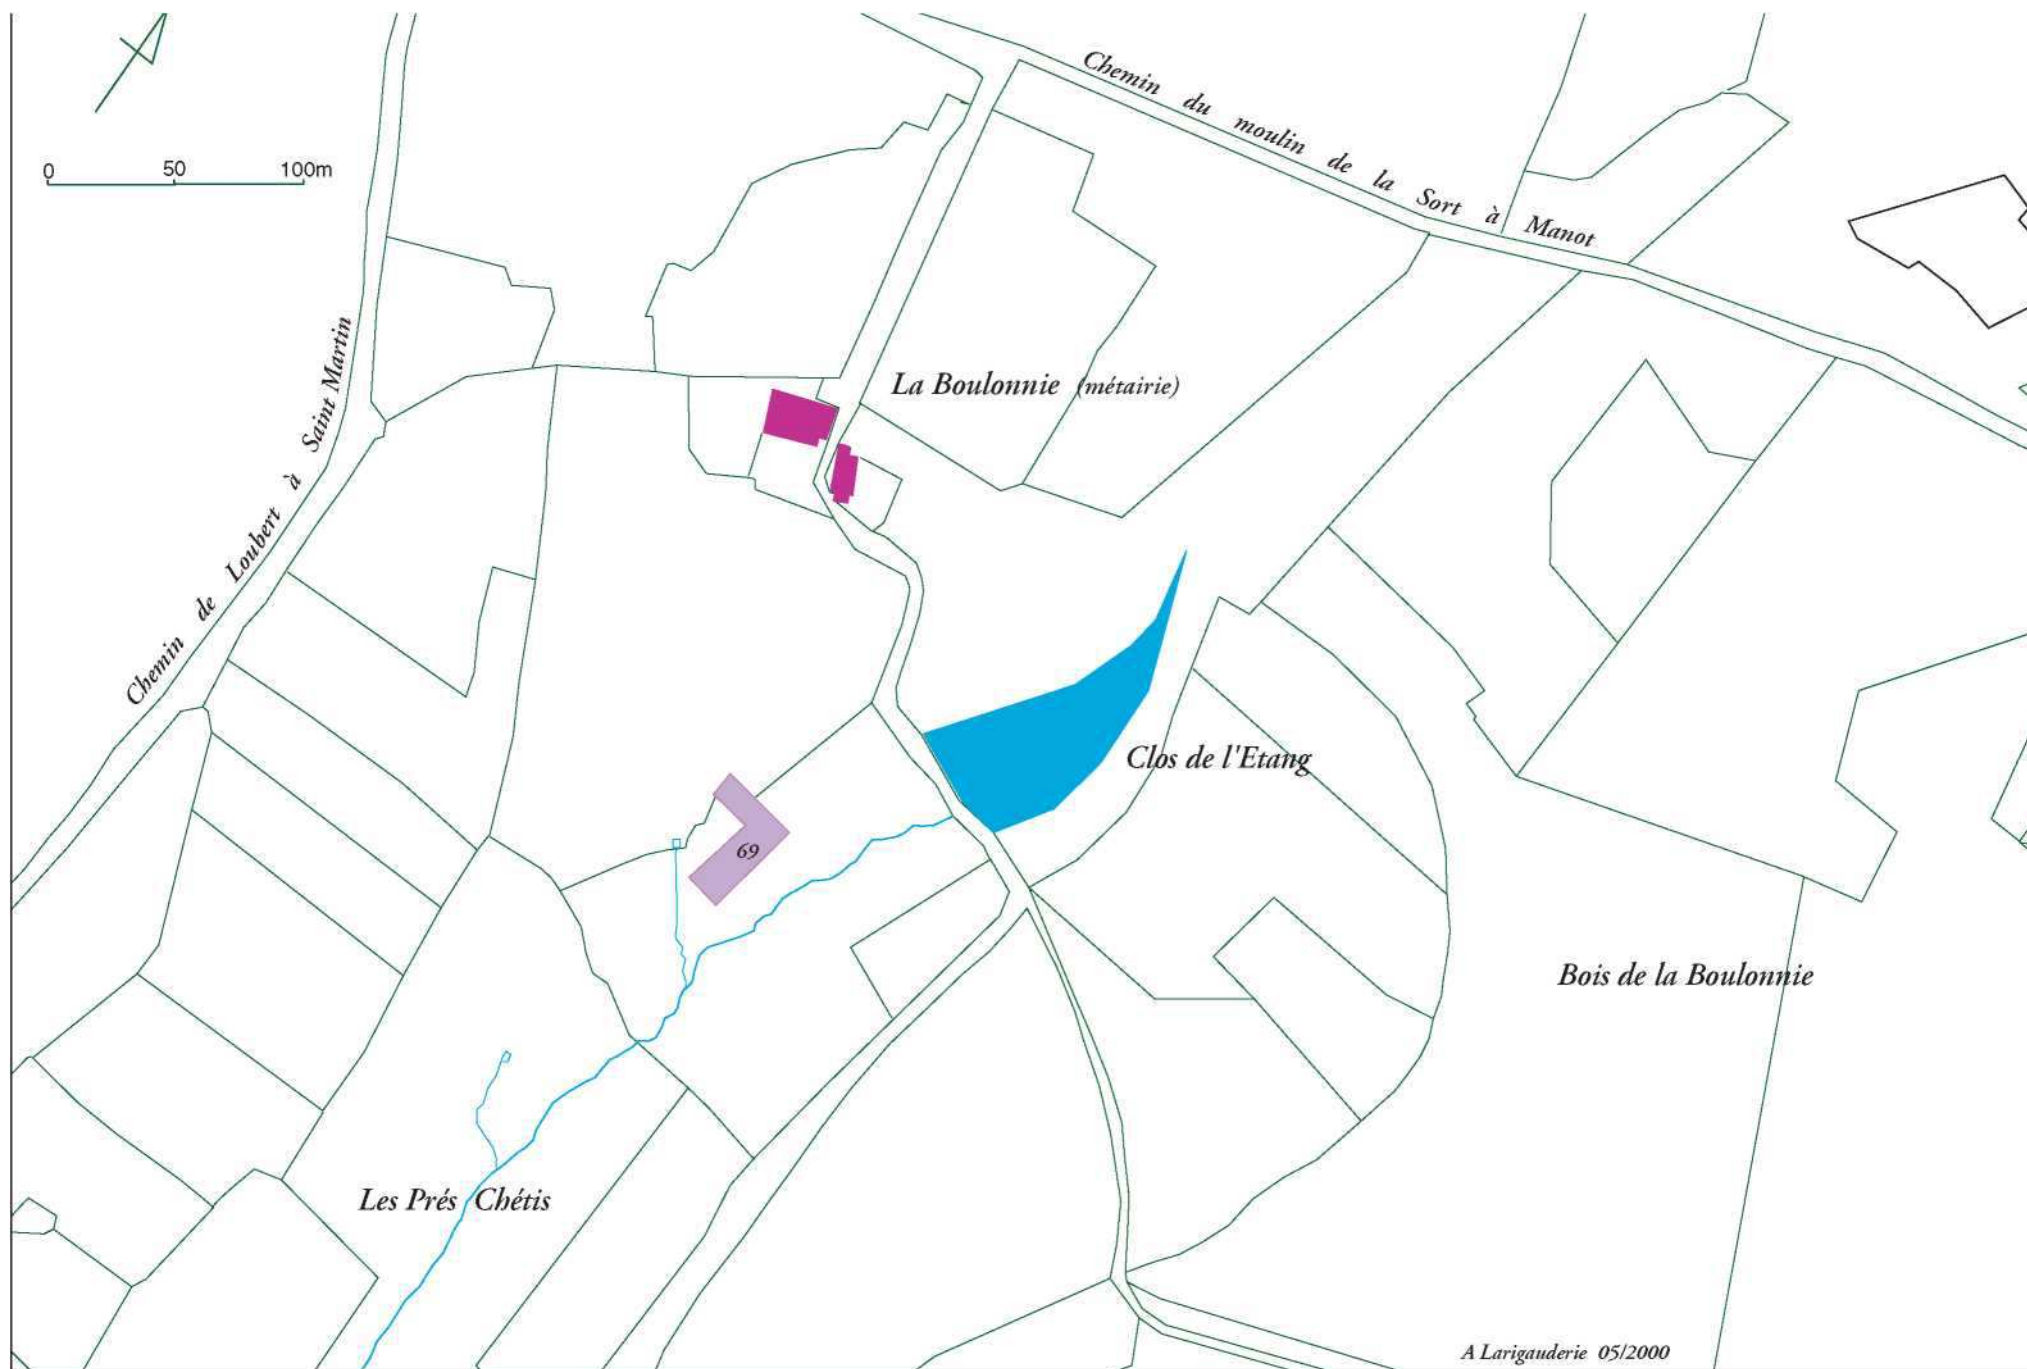 Chemin du moulin de la Sort à Manot
0 50 100m
Chemin de Loubert à Saint Martin
La Boulonnie (métairie)
Clos de l'Etang
69
Bois de la Boulonnie
Les Prés Chétis
A Larigauderie 05/2000